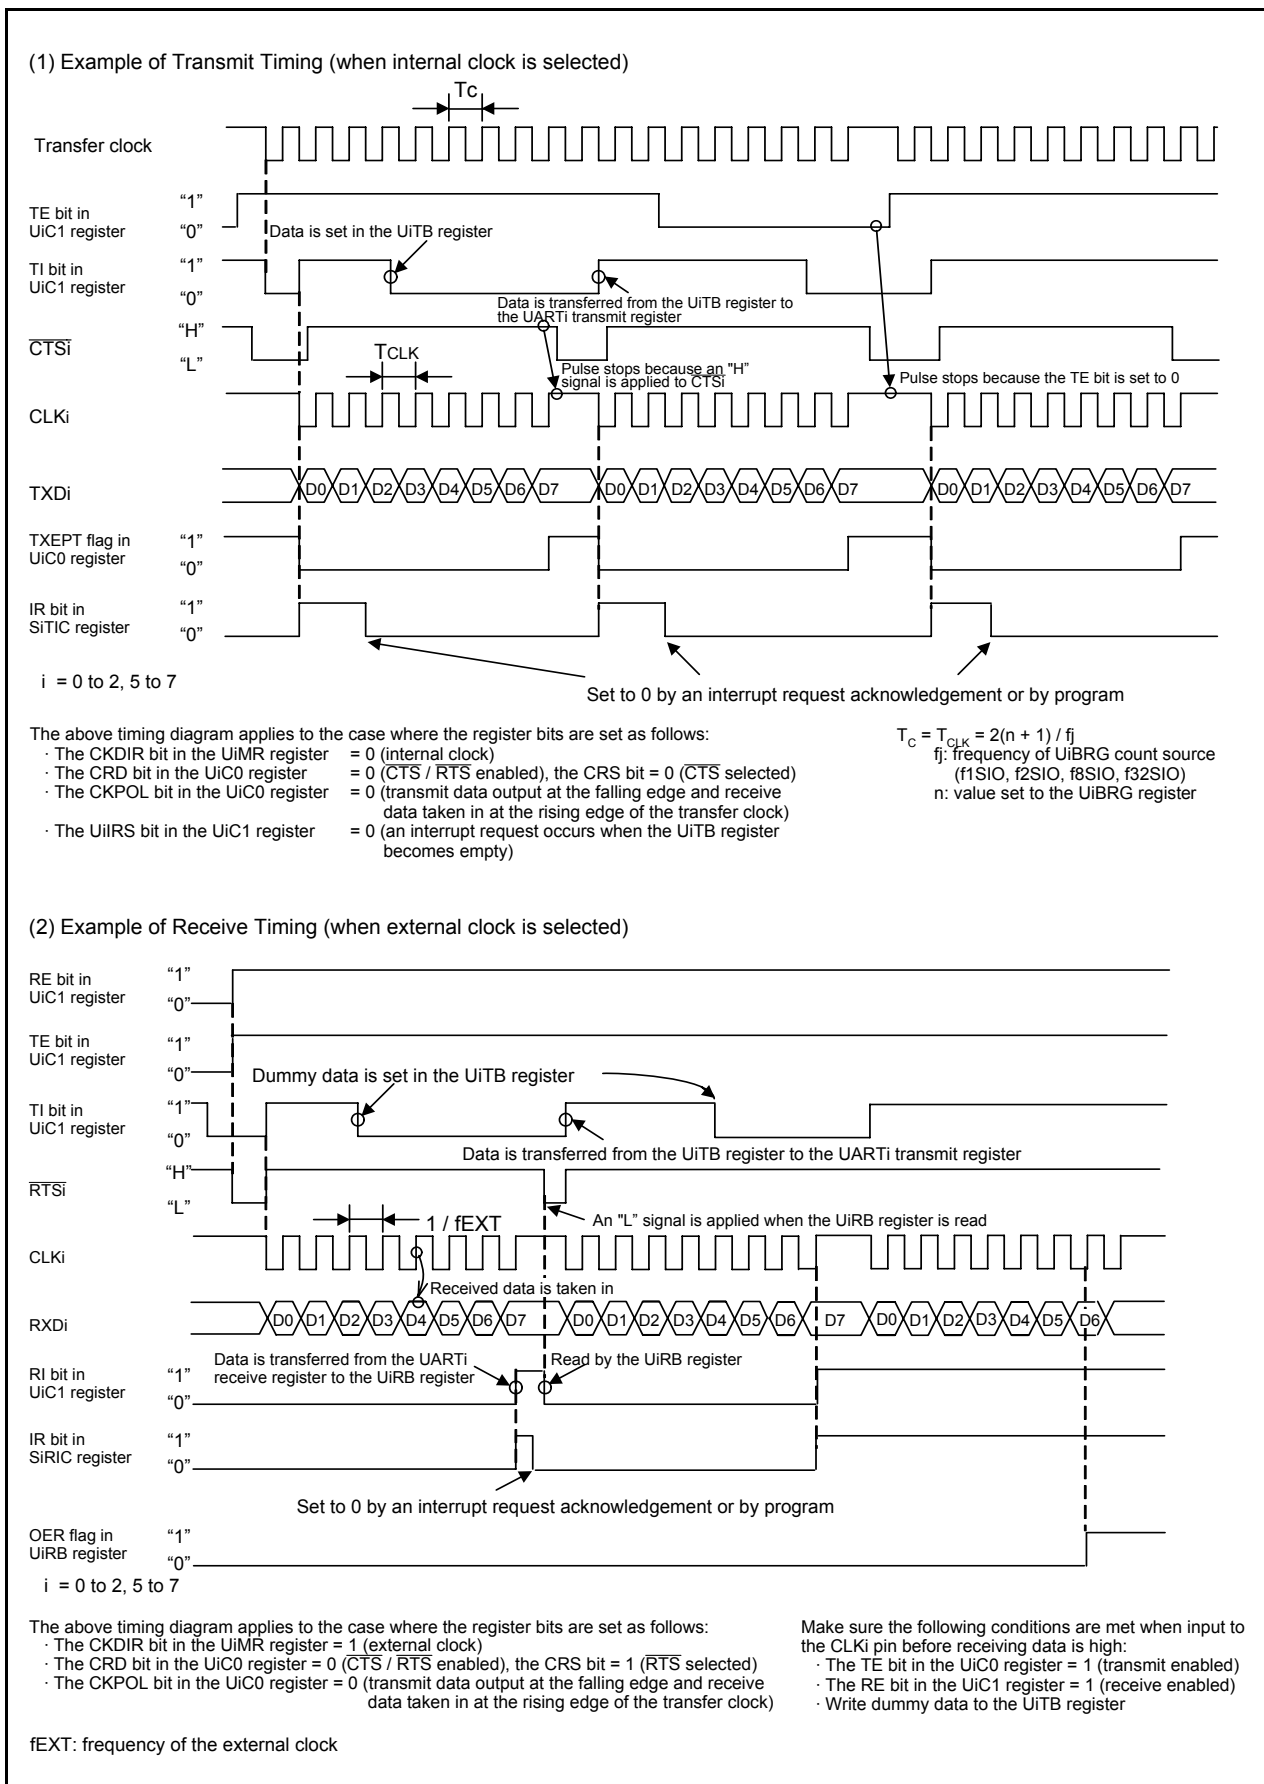 (1) Example of Transmit Timing (when internal clock is selected)
Tc
Transfer clock
TE bit in
UiC1 register
“1”
“0”
Data is set in the UiTB register
TI bit in
UiC1 register
“1”
“0”
Data is transferred from the UiTB register to
the UARTi transmit register
CTSi
“H”
“L”
TCLK
Pulse stops because an "H”
signal is applied to CTSi
Pulse stops because the TE bit is set to 0
CLKi
TXDi
D0 D1 D2 D3 D4 D5 D6 D7 D0 D1 D2 D3 D4 D5 D6 D7 D0 D1 D2 D3 D4 D5 D6 D7
TXEPT flag in
UiC0 register
“1”
“0”
IR bit in
SiTIC register
“1”
“0”
i = 0 to 2, 5 to 7
Set to 0 by an interrupt request acknowledgement or by program
The above timing diagram applies to the case where the register bits are set as follows:
· The CKDIR bit in the UiMR register = 0 (internal clock)
· The CRD bit in the UiC0 register = 0 (CTS / RTS enabled), the CRS bit = 0 (CTS selected)
· The CKPOL bit in the UiC0 register = 0 (transmit data output at the falling edge and receive
data taken in at the rising edge of the transfer clock)
· The UiIRS bit in the UiC1 register = 0 (an interrupt request occurs when the UiTB register
becomes empty)
TC = TCLK = 2(n + 1) / fj
fj: frequency of UiBRG count source
(f1SIO, f2SIO, f8SIO, f32SIO)
n: value set to the UiBRG register
(2) Example of Receive Timing (when external clock is selected)
RE bit in
UiC1 register
“1”
“0”
TE bit in
UiC1 register
“1”
“0”
Dummy data is set in the UiTB register
TI bit in
UiC1 register
“1”
“0”
Data is transferred from the UiTB register to the UARTi transmit register
RTSi
“H”
“L”
1 / fEXT
An "L” signal is applied when the UiRB register is read
CLKi
Received data is taken in
RXDi
D0 D1 D2 D3 D4 D5 D6 D7 D0 D1 D2 D3 D4 D5 D6 D7 D0 D1 D2 D3 D4 D5 D6
RI bit in
UiC1 register
“1”
“0”
Data is transferred from the UARTi
receive register to the UiRB register
Read by the UiRB register
IR bit in
SiRIC register
“1”
“0”
Set to 0 by an interrupt request acknowledgement or by program
OER flag in
UiRB register
“1”
“0”
i = 0 to 2, 5 to 7
The above timing diagram applies to the case where the register bits are set as follows:
· The CKDIR bit in the UiMR register = 1 (external clock)
· The CRD bit in the UiC0 register = 0 (CTS / RTS enabled), the CRS bit = 1 (RTS selected)
· The CKPOL bit in the UiC0 register = 0 (transmit data output at the falling edge and receive
data taken in at the rising edge of the transfer clock)
Make sure the following conditions are met when input to
the CLKi pin before receiving data is high:
· The TE bit in the UiC0 register = 1 (transmit enabled)
· The RE bit in the UiC1 register = 1 (receive enabled)
· Write dummy data to the UiTB register
fEXT: frequency of the external clock